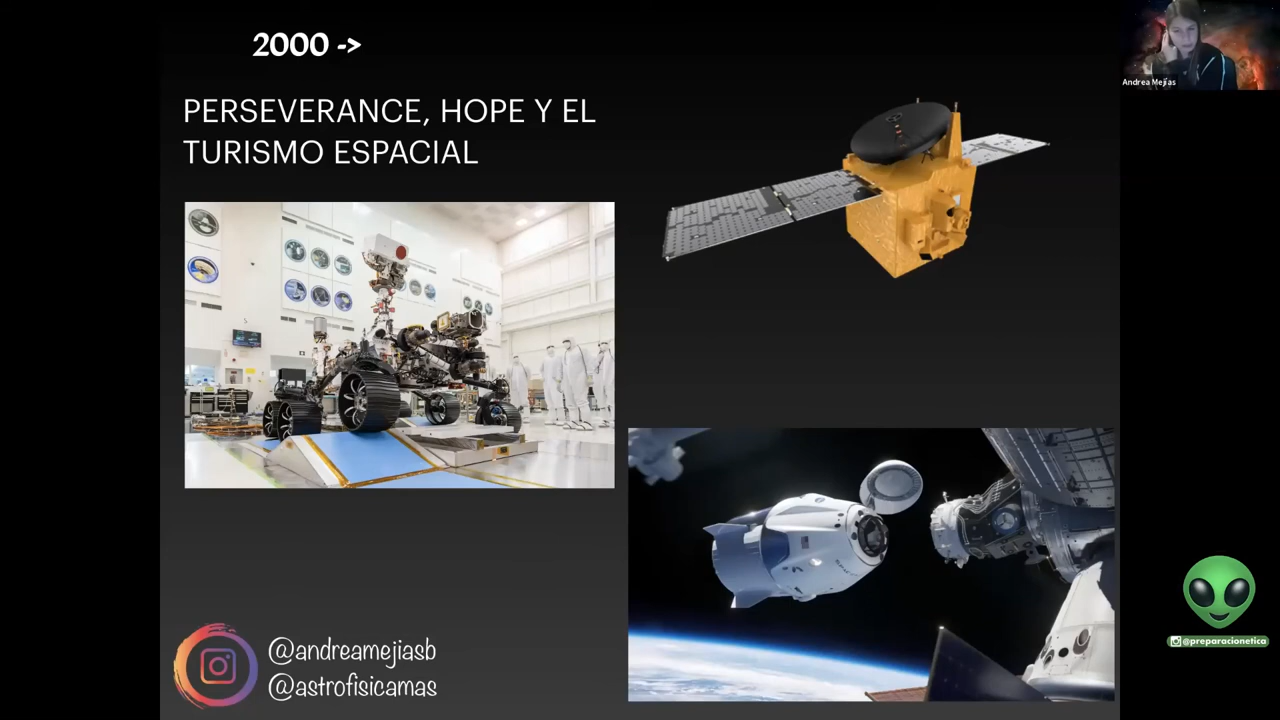 2000 ->
PERSEVERANCE, HOPE Y EL
TURISMO ESPACIAL
@andreamejiasb
@astrofisicamas
Andrea Mejías
@preparacionetica